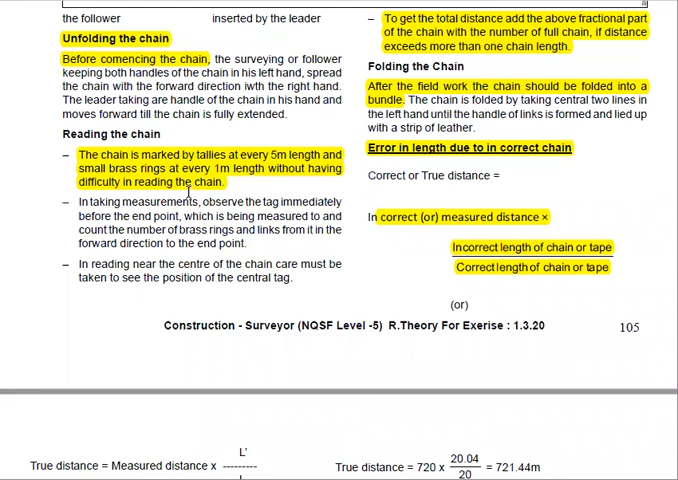 the follower inserted by the leader
Unfolding the chain
Before comencing the chain, the surveying or follower
keeping both handles of the chain in his left hand, spread
the chain with the forward direction iwth the right hand.
The leader taking are handle of the chain in his hand and
moves forward till the chain is fully extended.
Reading the chain
– The chain is marked by tallies at every 5m length and
small brass rings at every 1m length without having
difficulty in reading the chain.
– In taking measurements, observe the tag immediately
before the end point, which is being measured to and
count the number of brass rings and links from it in the
forward direction to the end point.
– In reading near the centre of the chain care must be
taken to see the position of the central tag.
– To get the total distance add the above fractional part
of the chain with the number of full chain, if distance
exceeds more than one chain length.
Folding the Chain
After the field work the chain should be folded into a
bundle. The chain is folded by taking central two lines in
the left hand until the handle of links is formed and lied up
with a strip of leather.
Error in length due to in correct chain
Correct or True distance =
In correct (or) measured distance ×
Incorrect length of chain or tape
Correct length of chain or tape
(or)
Construction - Surveyor (NQSF Level -5) R.Theory For Exerise : 1.3.20 105
L'
True distance = Measured distance x ---------
True distance = 720 x 20.04 / 20 = 721.44m